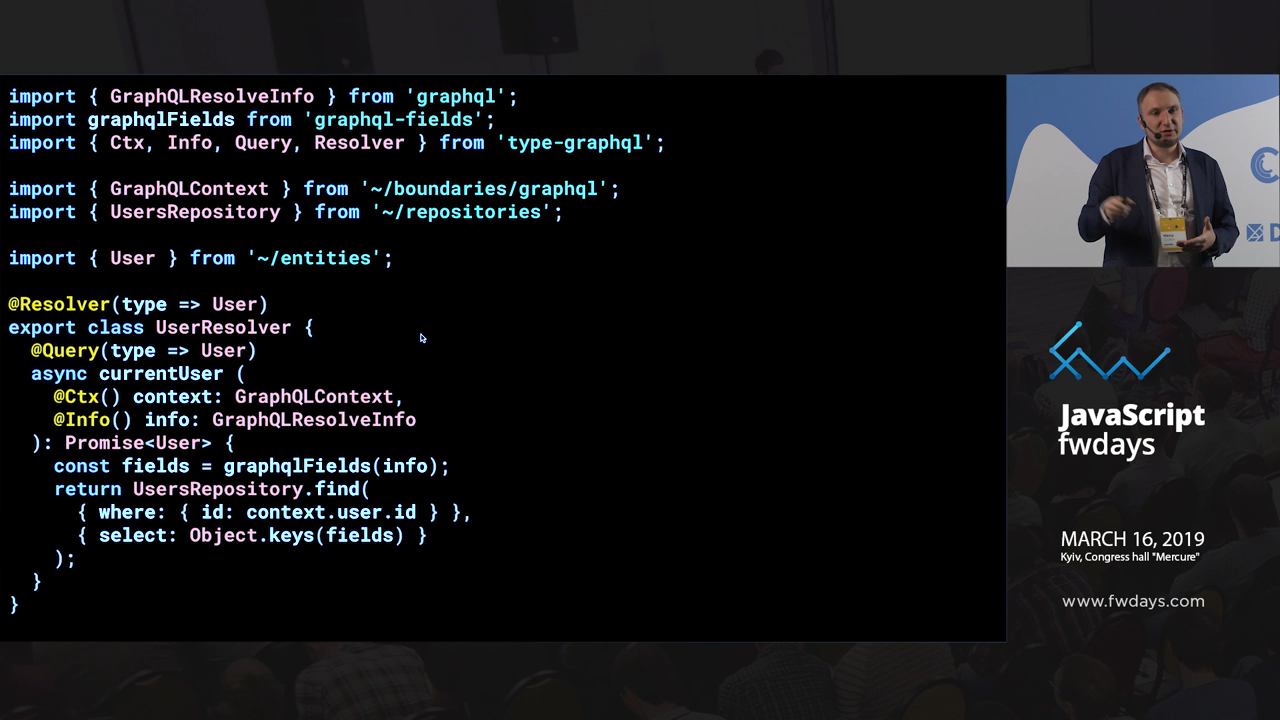 import { GraphQLResolveInfo } from 'graphql';
import graphqlFields from 'graphql-fields';
import { Ctx, Info, Query, Resolver } from 'type-graphql';

import { GraphQLContext } from '~/boundaries/graphql';
import { UsersRepository } from '~/repositories';

import { User } from '~/entities';

@Resolver(type => User)
export class UserResolver {
  @Query(type => User)
  async currentUser (
    @Ctx() context: GraphQLContext,
    @Info() info: GraphQLResolveInfo
  ): Promise<User> {
    const fields = graphqlFields(info);
    return UsersRepository.find(
      { where: { id: context.user.id } },
      { select: Object.keys(fields) }
    );
  }
}
JavaScript
fwdays
MARCH 16, 2019
Kyiv, Congress hall "Mercure"
www.fwdays.com